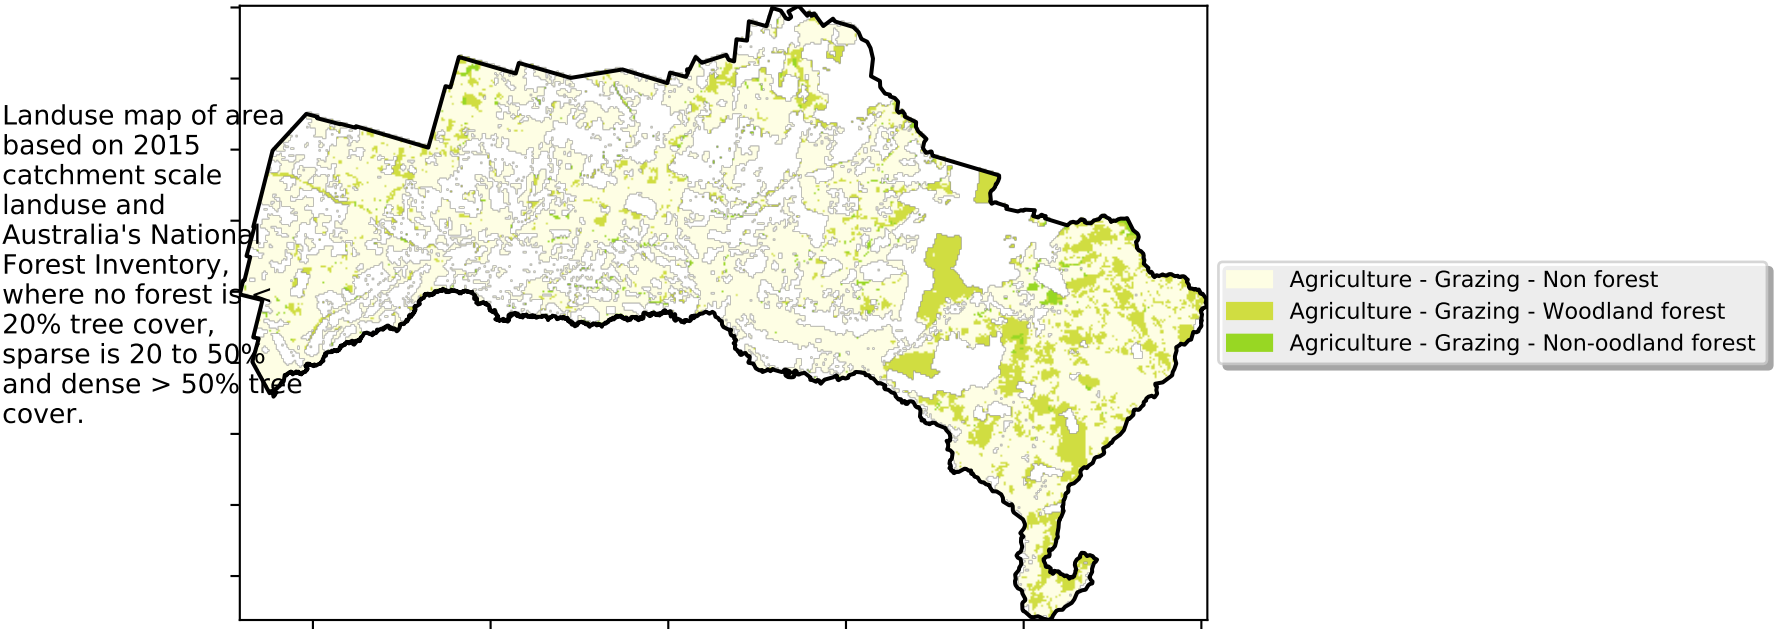 Landuse map of area
based on 2015
catchment scale
landuse and
Australia's National
Forest Inventory,
where no forest is <
20% tree cover,
sparse is 20 to 50%
and dense > 50% tree
cover.
Agriculture - Grazing - Non forest
Agriculture - Grazing - Woodland forest
Agriculture - Grazing - Non-oodland forest